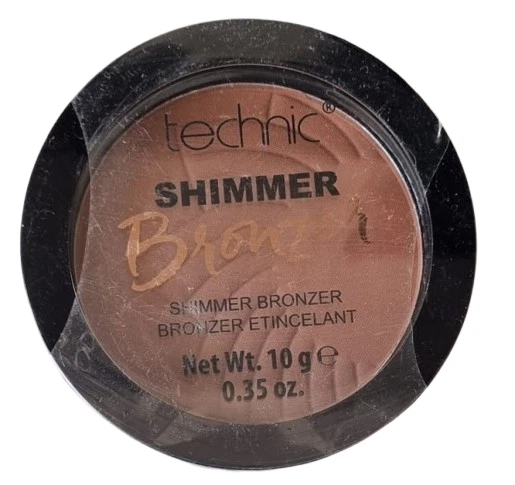 technic®
SHIMMER
SHIMMER BRONZER
BRONZER ETINCELANT
Net Wt. 10 g ℮
0.35 oz.